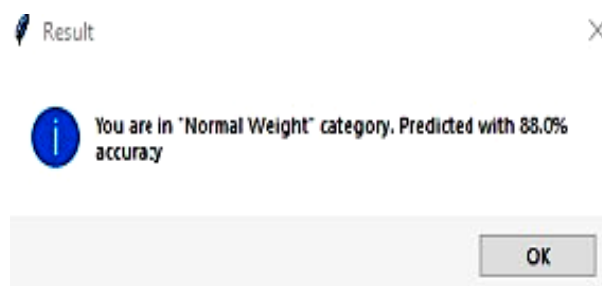 Result
You are in "Normal Weight" category. Predicted with 88.0%
accuracy
OK